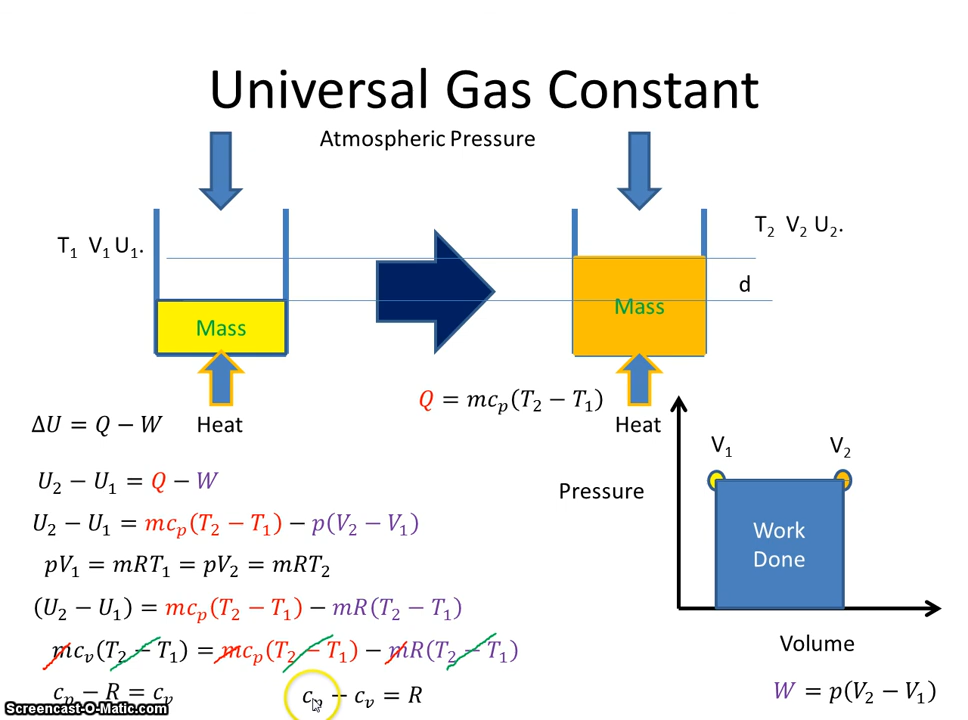 Universal Gas Constant
Atmospheric Pressure
T₁ V₁ U₁.
T₂ V₂ U₂.
d
Mass
Mass
Q = mcₚ(T₂ − T₁)
ΔU = Q − W
Heat
Heat
V₁
V₂
U₂ − U₁ = Q − W
Pressure
U₂ − U₁ = mcₚ(T₂ − T₁) − p(V₂ − V₁)
Work
Done
pV₁ = mRT₁ = pV₂ = mRT₂
(U₂ − U₁) = mcₚ(T₂ − T₁) − mR(T₂ − T₁)
mcᵥ(T₂ − T₁) = mcₚ(T₂ − T₁) − mR(T₂ − T₁)
Volume
cₚ − R = cᵥ
cₚ − cᵥ = R
W = p(V₂ − V₁)
Screencast-O-Matic.com